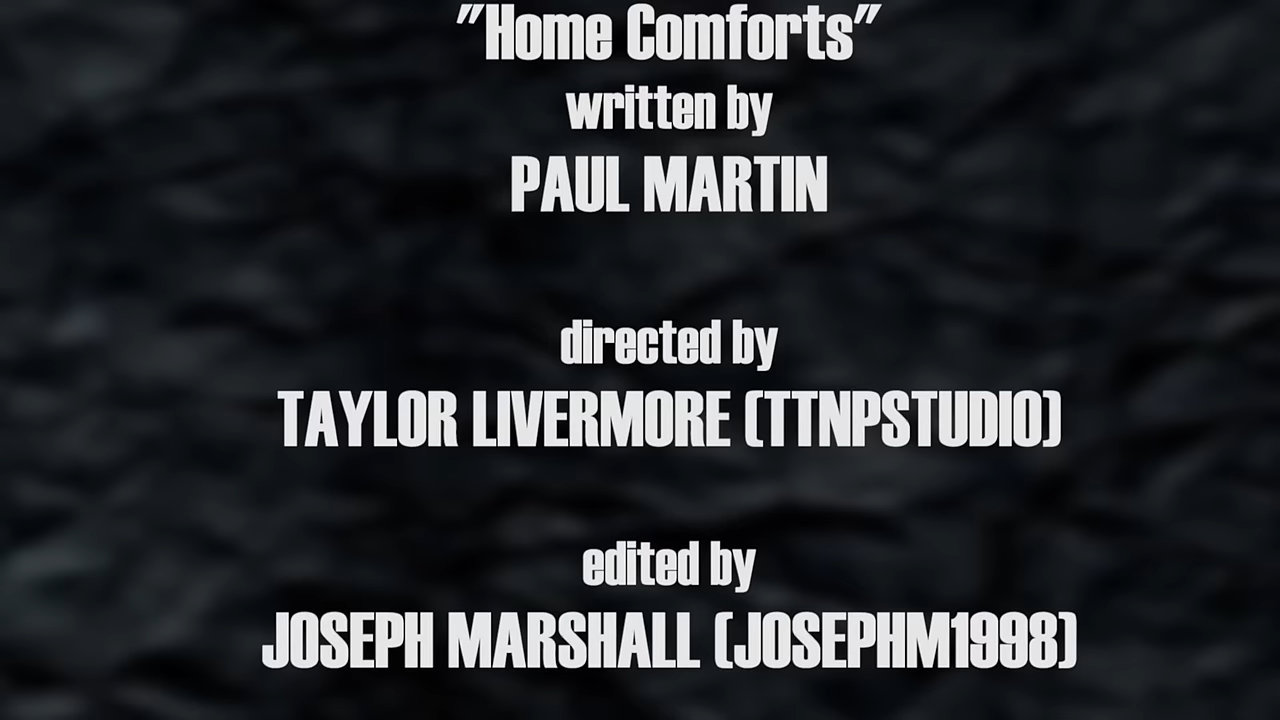 "Home Comforts"
written by
PAUL MARTIN
directed by
TAYLOR LIVERMORE (TTNPSTUDIO)
edited by
JOSEPH MARSHALL (JOSEPHM1998)